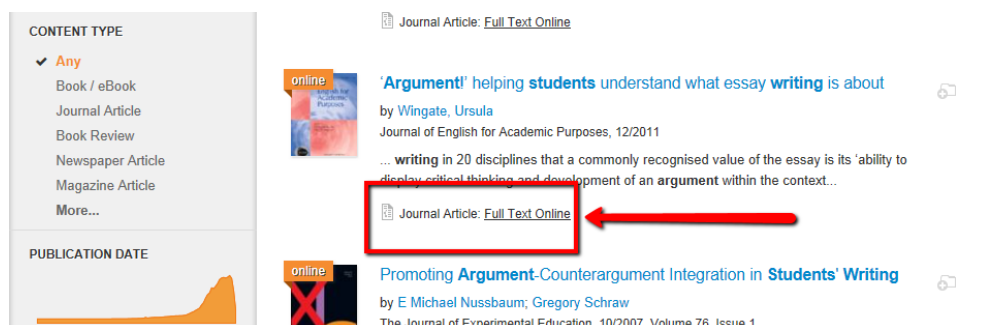 CONTENT TYPE
Any
Book / eBook
Journal Article
Book Review
Newspaper Article
Magazine Article
More...
PUBLICATION DATE
Journal Article: Full Text Online
online
English for
Academic
Purposes
'Argument!' helping students understand what essay writing is about
by Wingate, Ursula
Journal of English for Academic Purposes, 12/2011
... writing in 20 disciplines that a commonly recognised value of the essay is its 'ability to
display critical thinking and development of an argument within the context...
Journal Article: Full Text Online
online
Promoting Argument-Counterargument Integration in Students' Writing
by E Michael Nussbaum; Gregory Schraw
The Journal of Experimental Education, 10/2007, Volume 76, Issue 1